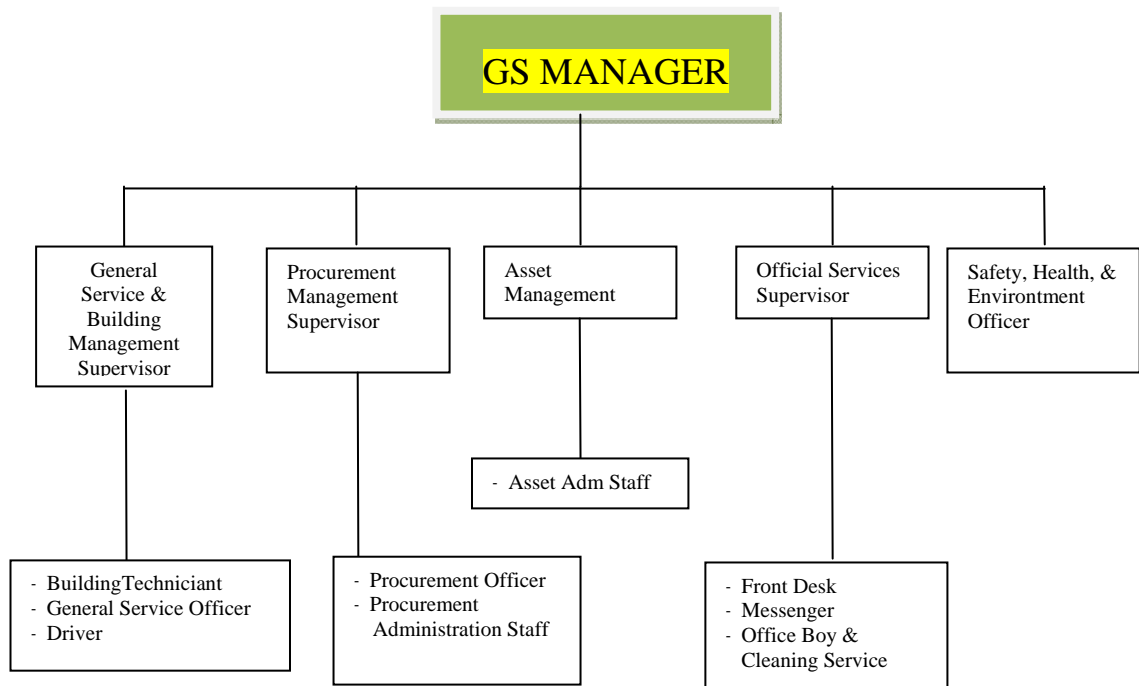 GS MANAGER
General
Service &
Building
Management
Supervisor
Procurement
Management
Supervisor
Asset
Management
Official Services
Supervisor
Safety, Health, &
Environtment
Officer
- Asset Adm Staff
- BuildingTechniciant
- General Service Officer
- Driver
- Procurement Officer
- Procurement
Administration Staff
- Front Desk
- Messenger
- Office Boy &
Cleaning Service